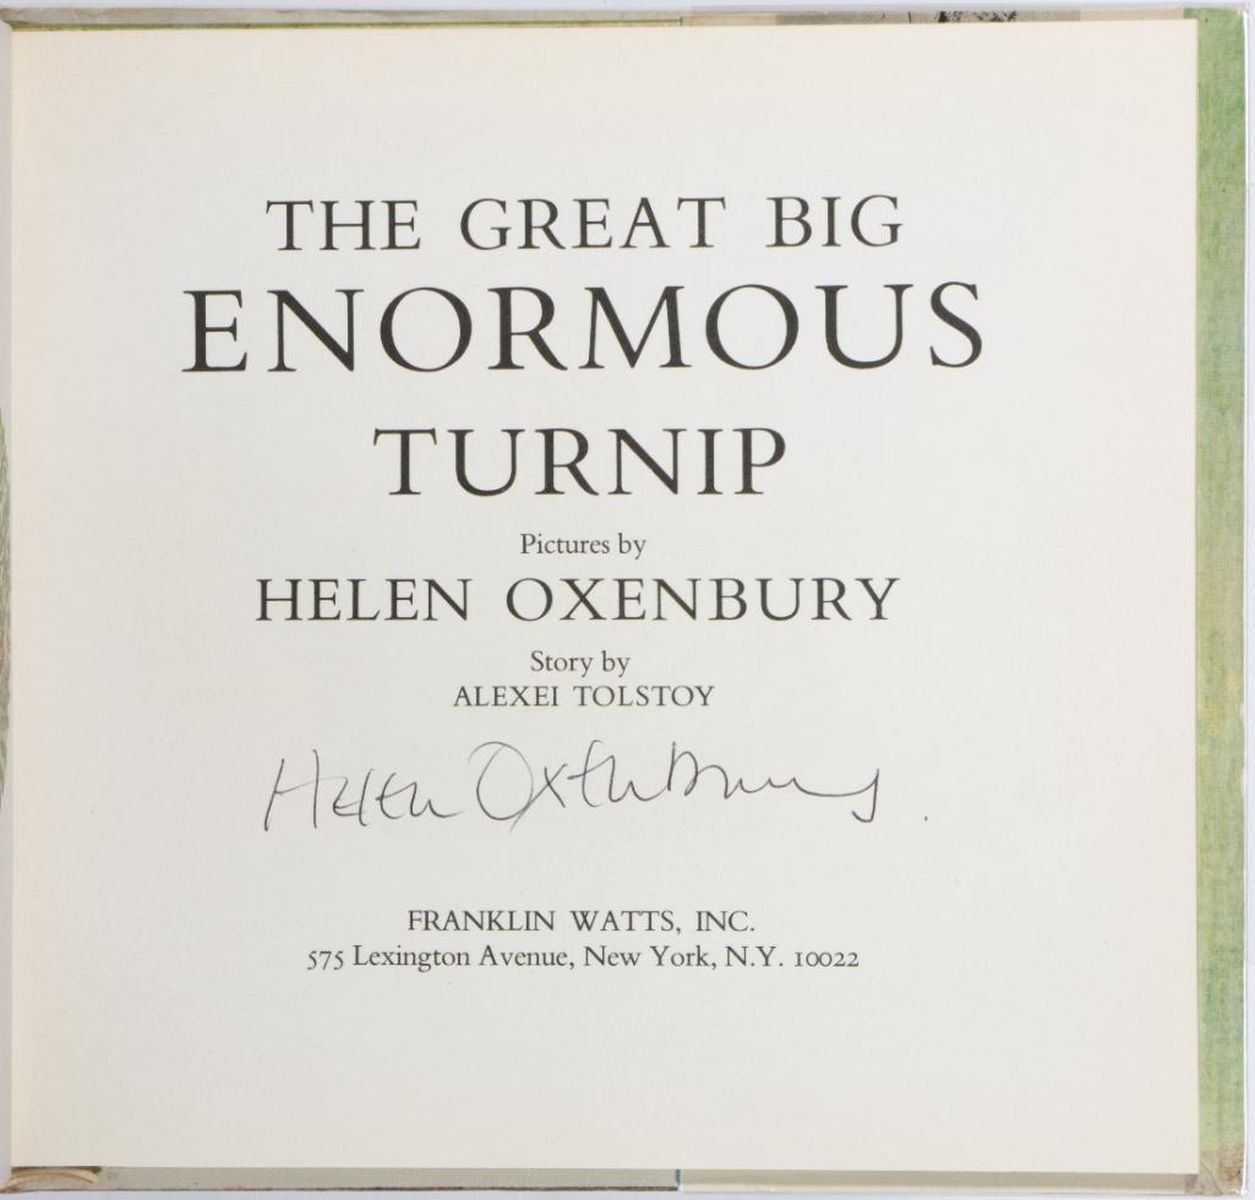 THE GREAT BIG
ENORMOUS
TURNIP
Pictures by
HELEN OXENBURY
Story by
ALEXEI TOLSTOY
Helen Oxenbury.
FRANKLIN WATTS, INC.
575 Lexington Avenue, New York, N.Y. 10022